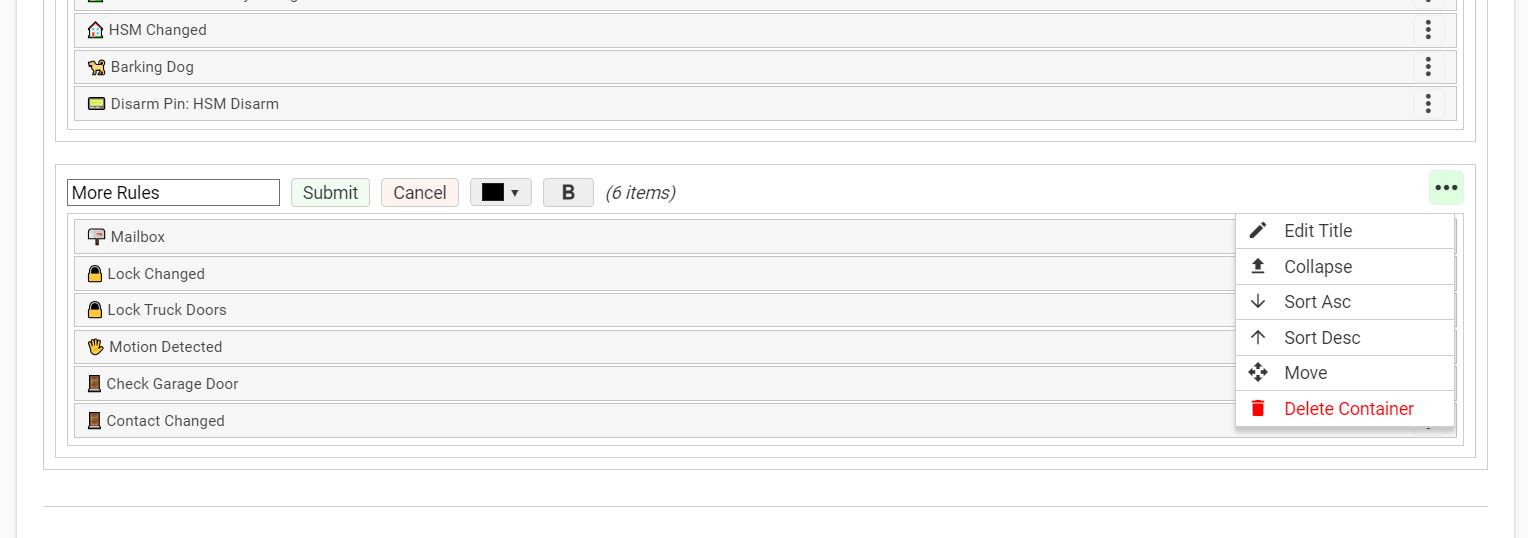 HSM Changed
Barking Dog
Disarm Pin: HSM Disarm
More Rules Submit Cancel B (6 items)
Mailbox
Lock Changed
Lock Truck Doors
Motion Detected
Check Garage Door
Contact Changed
Edit Title
Collapse
Sort Asc
Sort Desc
Move
Delete Container